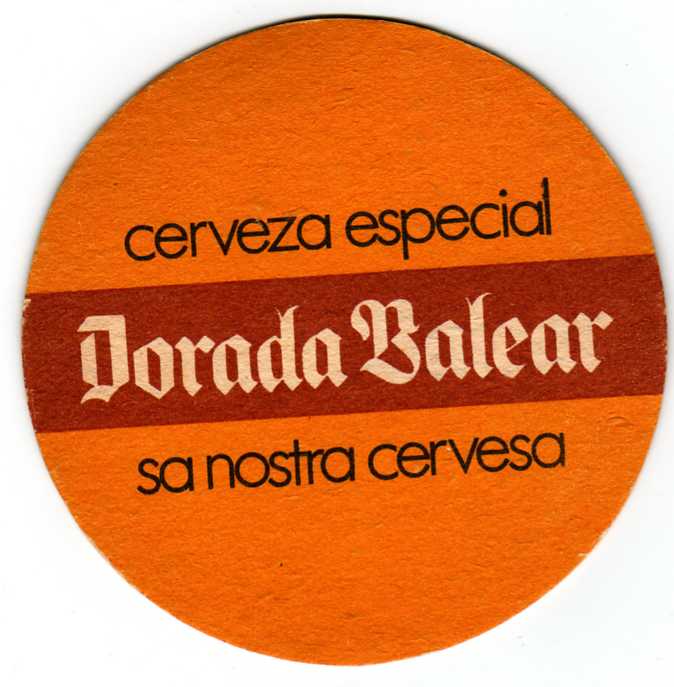 cerveza especial
Dorada Balear
sa nostra cervesa